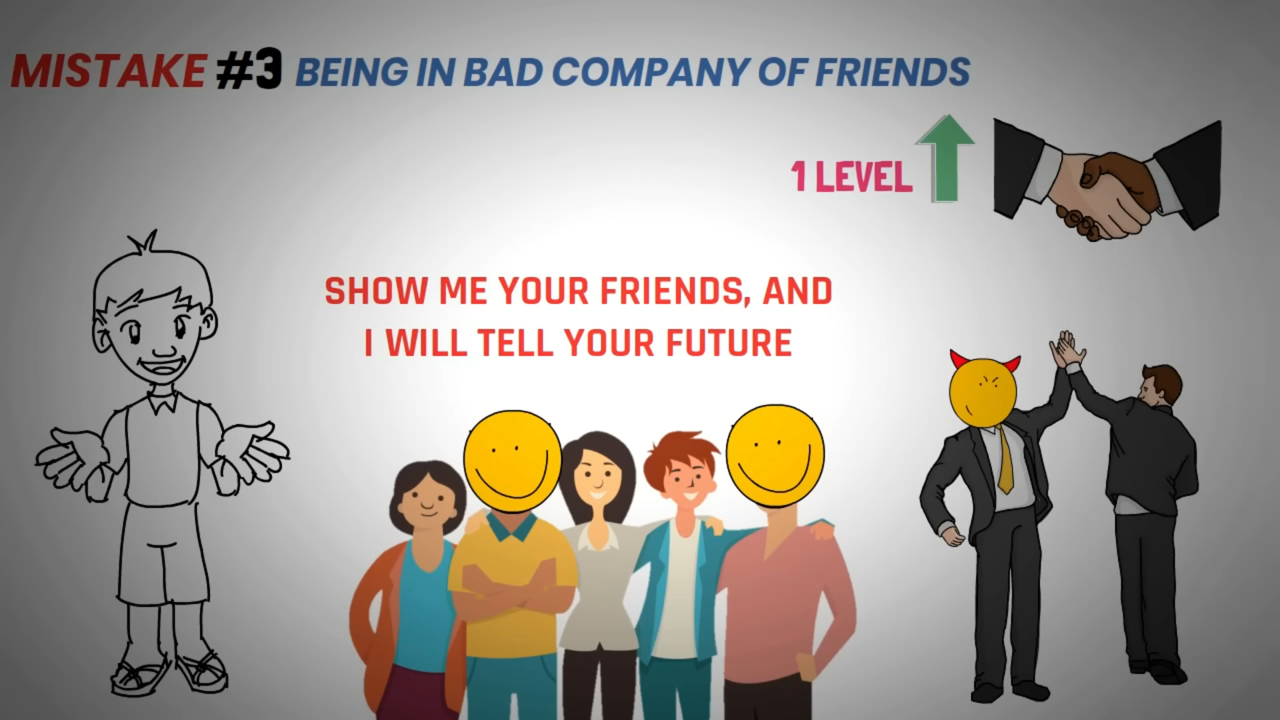 MISTAKE #3 BEING IN BAD COMPANY OF FRIENDS
1 LEVEL
SHOW ME YOUR FRIENDS, AND
I WILL TELL YOUR FUTURE